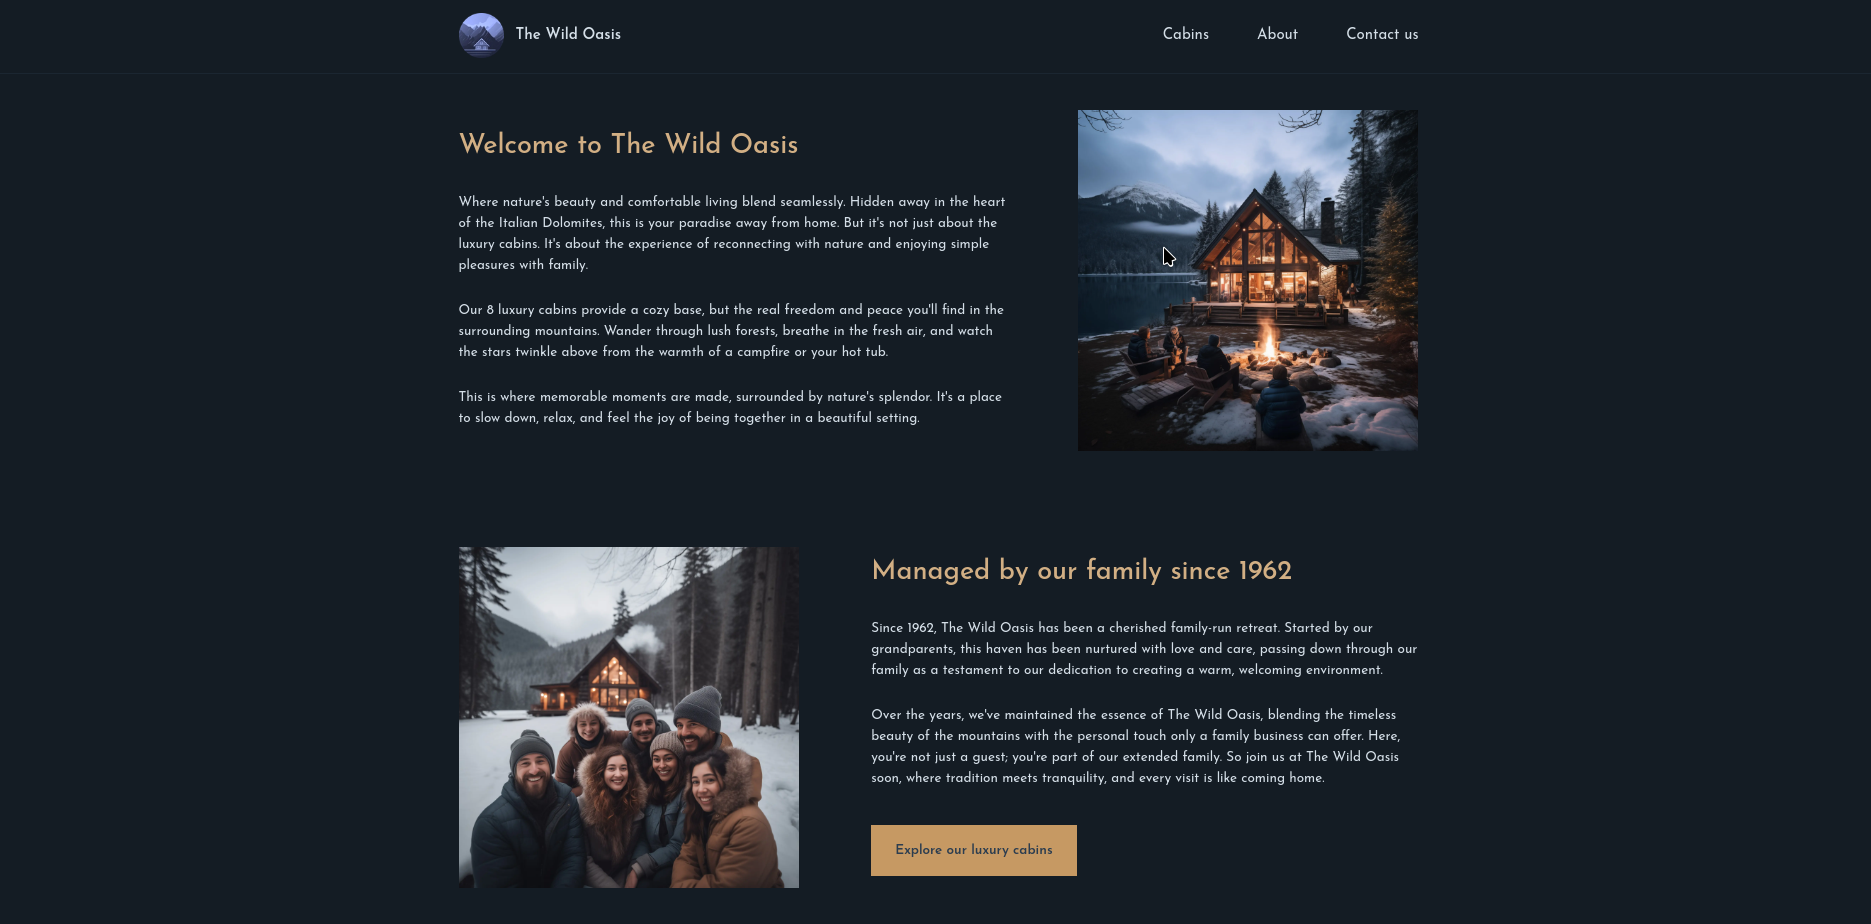 The Wild Oasis
Cabins
About
Contact us
Welcome to The Wild Oasis
Where nature's beauty and comfortable living blend seamlessly. Hidden away in the heart
of the Italian Dolomites, this is your paradise away from home. But it's not just about the
luxury cabins. It's about the experience of reconnecting with nature and enjoying simple
pleasures with family.
Our 8 luxury cabins provide a cozy base, but the real freedom and peace you'll find in the
surrounding mountains. Wander through lush forests, breathe in the fresh air, and watch
the stars twinkle above from the warmth of a campfire or your hot tub.
This is where memorable moments are made, surrounded by nature's splendor. It's a place
to slow down, relax, and feel the joy of being together in a beautiful setting.
Managed by our family since 1962
Since 1962, The Wild Oasis has been a cherished family-run retreat. Started by our
grandparents, this haven has been nurtured with love and care, passing down through our
family as a testament to our dedication to creating a warm, welcoming environment.
Over the years, we've maintained the essence of The Wild Oasis, blending the timeless
beauty of the mountains with the personal touch only a family business can offer. Here,
you're not just a guest; you're part of our extended family. So join us at The Wild Oasis
soon, where tradition meets tranquility, and every visit is like coming home.
Explore our luxury cabins